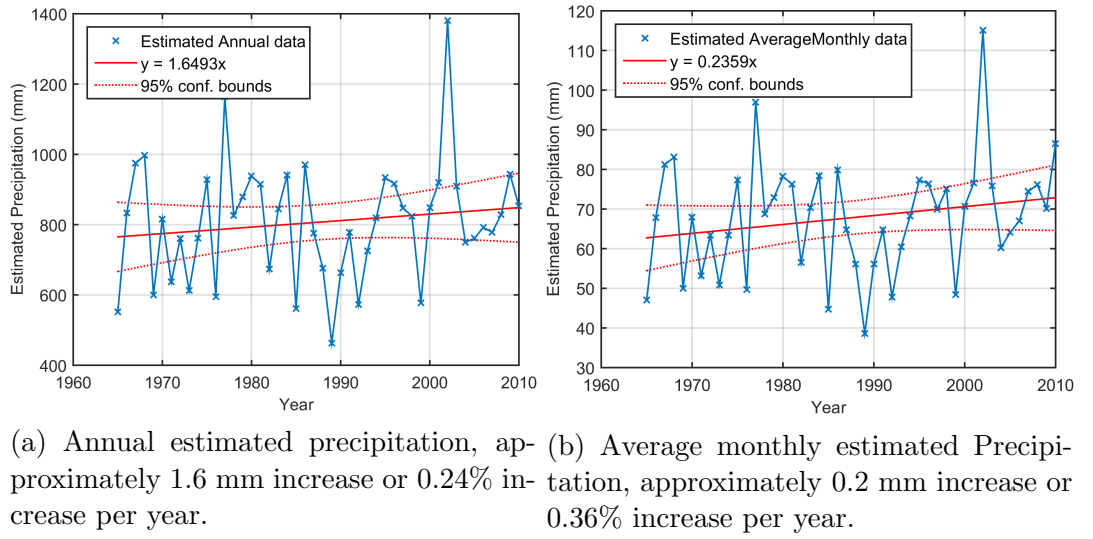 1400
1200
1000
800
600
400
1960
1970
1980
1990
2000
2010
Estimated Precipitation (mm)
Year
Estimated Annual data
y = 1.6493x
95% conf. bounds
120
110
100
90
80
70
60
50
40
30
1960
1970
1980
1990
2000
2010
Estimated Precipitation (mm)
Year
Estimated AverageMonthly data
y = 0.2359x
95% conf. bounds
(a) Annual estimated precipitation, ap-
proximately 1.6 mm increase or 0.24% in-
crease per year.
(b) Average monthly estimated Precipi-
tation, approximately 0.2 mm increase or
0.36% increase per year.